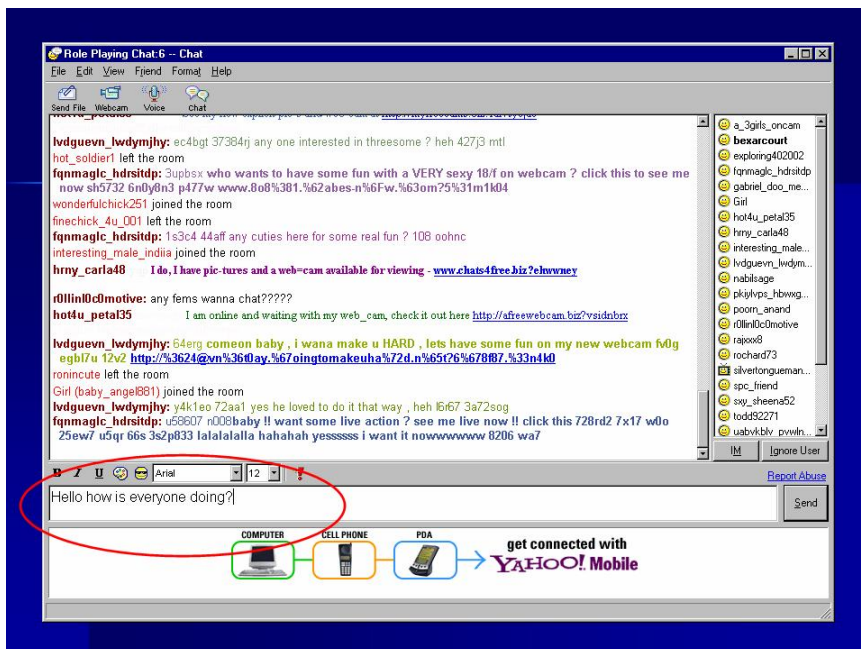 Role Playing Chat:6 -- Chat
File Edit View Friend Format Help
Send File Webcam Voice Chat
lvdguevn_lwdymjhy: ec4bgt 37384rj any one interested in threesome ? heh 427j3 mtl
hot_soldier1 left the room
fqnmaglc_hdrsitdp: 3upbsx who wants to have some fun with a VERY sexy 18/f on webcam ? click this to see me
now sh5732 6n0y8n3 p477w www.8o8%381.%62abes-n%6Fw.%63om?5%31m1k04
wonderfulchick251 joined the room
finechick_4u_001 left the room
fqnmaglc_hdrsitdp: 1s3c4 44aff any cuties here for some real fun ? 108 oohnc
interesting_male_indiia joined the room
hrny_carla48 I do, I have pic-tures and a web=cam available for viewing - www.chats4free.biz?ehwwney
r0llinl0c0motive: any fems wanna chat?????
hot4u_petal35 I am online and waiting with my web_cam, check it out here http://afreewebcam.biz?vsidnbrx
lvdguevn_lwdymjhy: 64erg comeon baby , i wana make u HARD , lets have some fun on my new webcam fv0g
egbl7u 12v2 http://%3624@vn%36t0ay.%67oingtomakeuha%72d.n%65t?6%678f87.%33n4k0
ronincute left the room
Girl (baby_angel881) joined the room
lvdguevn_lwdymjhy: y4k1eo 72aa1 yes he loved to do it that way , heh l6r67 3a72sog
fqnmaglc_hdrsitdp: u58607 n008baby !! want some live action ? see me live now !! click this 728rd2 7x17 w0o
25ew7 u5qr 66s 3s2p833 lalalalalla hahahah yessssss i want it nowwwwww 8206 wa7
a_3girls_oncam
bexarcourt
exploring402002
fqnmaglc_hdrsitdp
gabriel_doo_me...
Girl
hot4u_petal35
hrny_carla48
interesting_male...
lvdguevn_lwdym...
nabilsage
pkiylvps_hbwxg...
poorn_anand
r0llinl0c0motive
rajxxx8
rochard73
silvertongueman...
spc_friend
sxy_sheena52
todd92271
uabvkblv_pvwln...
IM Ignore User
B I U Arial 12
Report Abuse
Hello how is everyone doing?
Send
COMPUTER CELL PHONE PDA
get connected with
YAHOO! Mobile